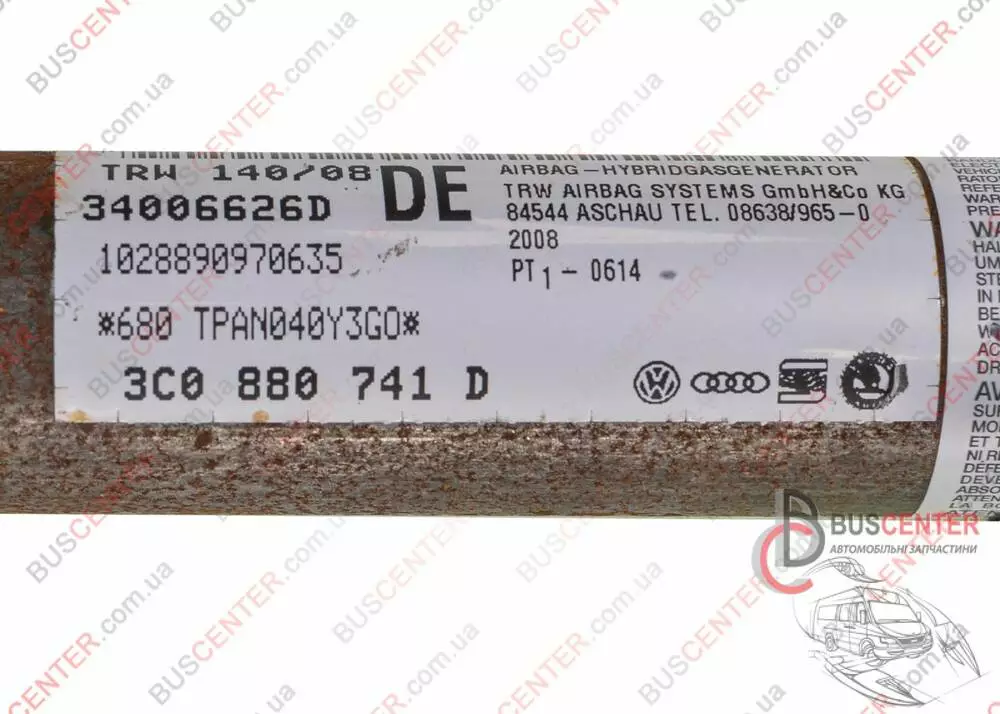 TRW 140/08
34006626D
DE
1028890970635
*680 TPAN040Y3GO*
3C0 880 741 D
AIRBAG-HYBRIDGASGENERATOR
TRW AIRBAG SYSTEMS GmbH&Co KG
84544 ASCHAU TEL. 08638/965-0
2008
PT1 - 0614
BUSCENTER
АВТОМОБІЛЬНІ ЗАПЧАСТИНИ
BUSCENTER.com.ua